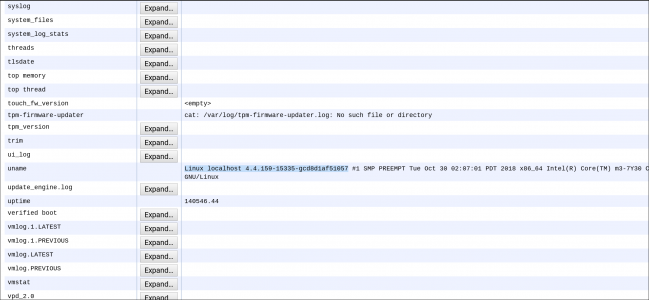 syslog Expand...
system_files Expand...
system_log_stats Expand...
threads Expand...
tlsdate Expand...
top memory Expand...
top thread Expand...
touch_fw_version <empty>
tpm-firmware-updater cat: /var/log/tpm-firmware-updater.log: No such file or directory
tpm_version Expand...
trim Expand...
ui_log Expand...
uname Linux localhost 4.4.159-15335-gcd8d1af51057 #1 SMP PREEMPT Tue Oct 30 02:07:01 PDT 2018 x86_64 Intel(R) Core(TM) m3-7Y30 C
GNU/Linux
update_engine.log Expand...
uptime 140546.44
verified boot Expand...
vmlog.1.LATEST Expand...
vmlog.1.PREVIOUS Expand...
vmlog.LATEST Expand...
vmlog.PREVIOUS Expand...
vmstat Expand...
vpd_2.0 Expand...